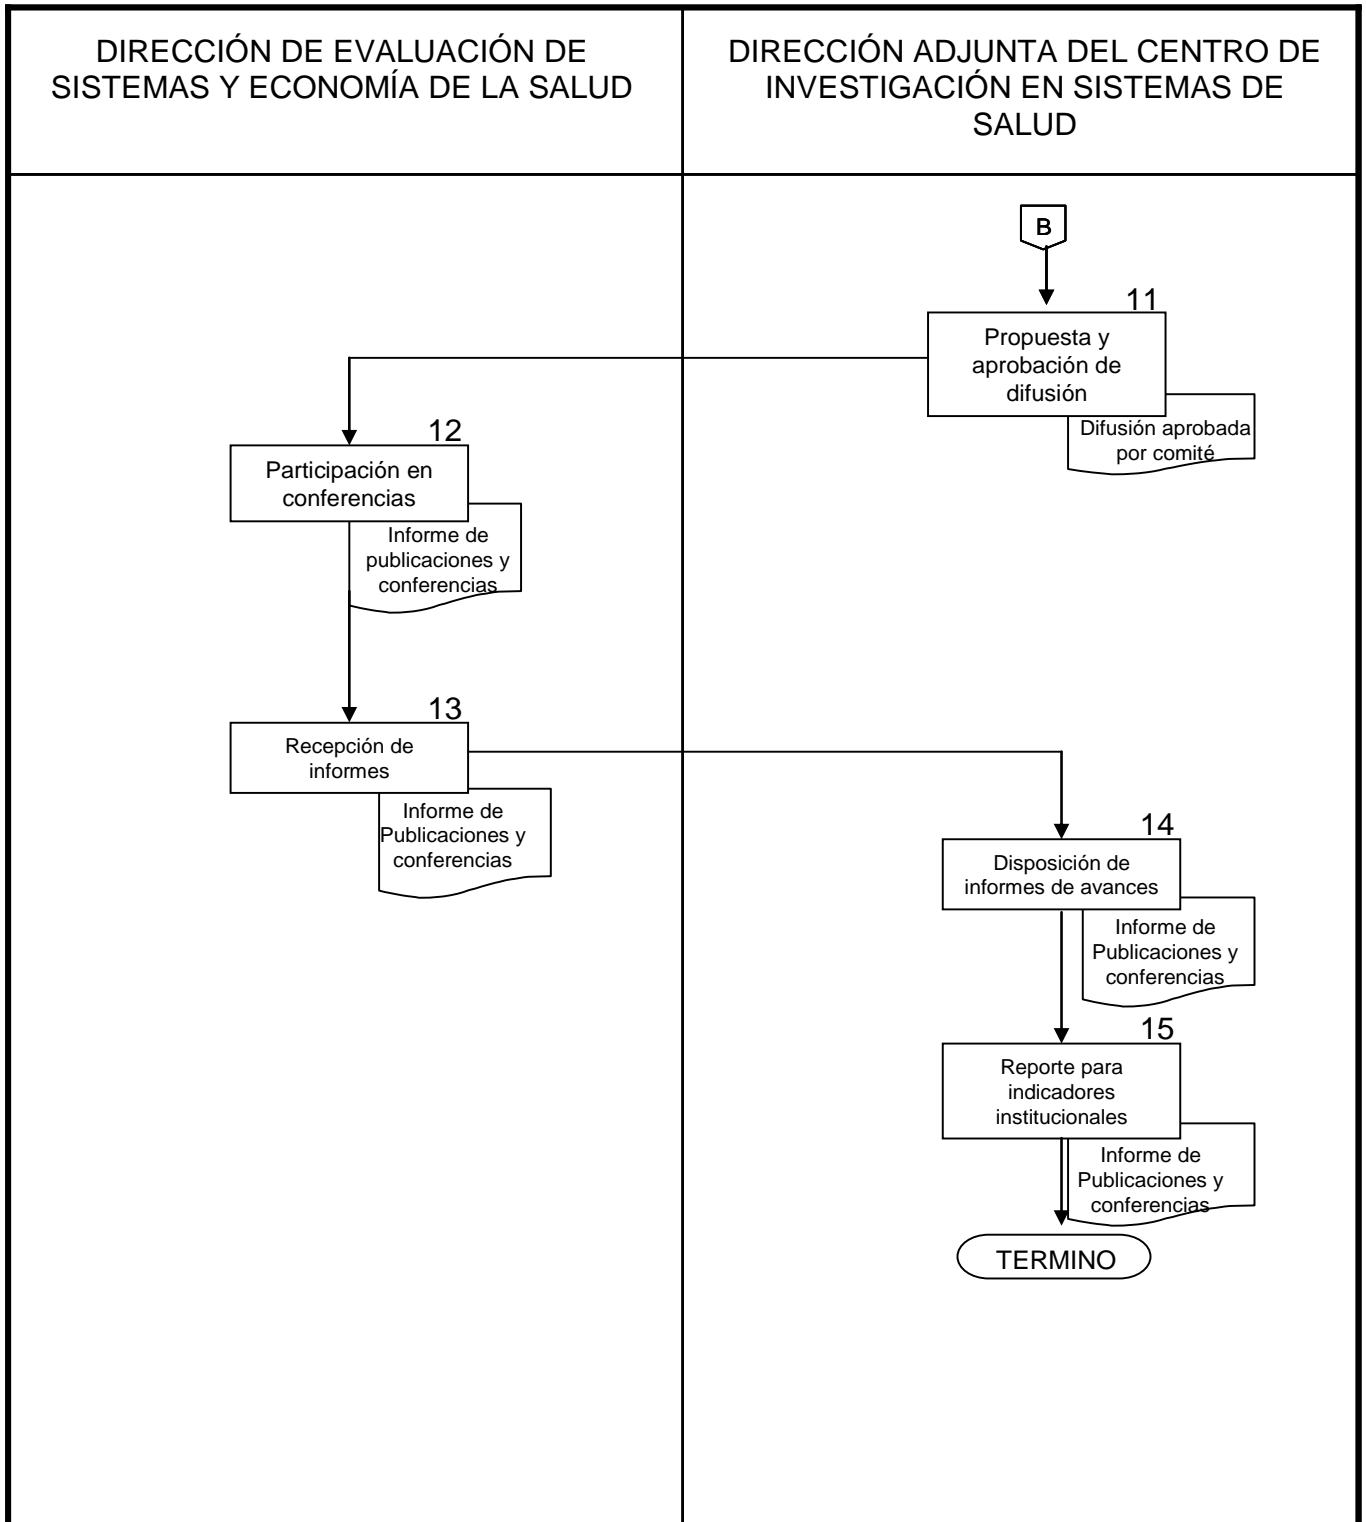 DIRECCIÓN DE EVALUACIÓN DE
SISTEMAS Y ECONOMÍA DE LA SALUD
DIRECCIÓN ADJUNTA DEL CENTRO DE
INVESTIGACIÓN EN SISTEMAS DE
SALUD
B
11
Propuesta y
aprobación de
difusión
Difusión aprobada
por comité
12
Participación en
conferencias
Informe de
publicaciones y
conferencias
13
Recepción de
informes
Informe de
Publicaciones y
conferencias
14
Disposición de
informes de avances
Informe de
Publicaciones y
conferencias
15
Reporte para
indicadores
institucionales
Informe de
Publicaciones y
conferencias
TERMINO